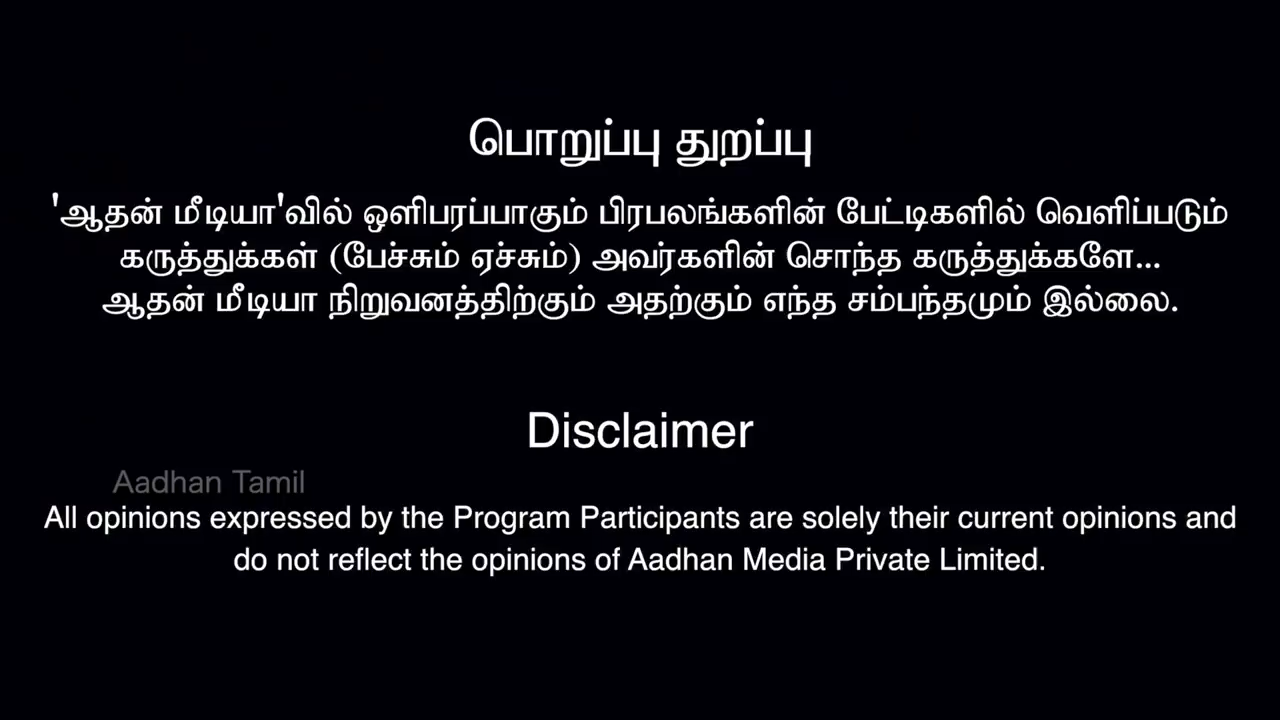 பொறுப்பு துறப்பு
'ஆதன் மீடியா'வில் ஒளிபரப்பாகும் பிரபலங்களின் பேட்டிகளில் வெளிப்படும்
கருத்துக்கள் (பேச்சும் ஏச்சும்) அவர்களின் சொந்த கருத்துக்களே...
ஆதன் மீடியா நிறுவனத்திற்கும் அதற்கும் எந்த சம்பந்தமும் இல்லை.
Disclaimer
Aadhan Tamil
All opinions expressed by the Program Participants are solely their current opinions and
do not reflect the opinions of Aadhan Media Private Limited.